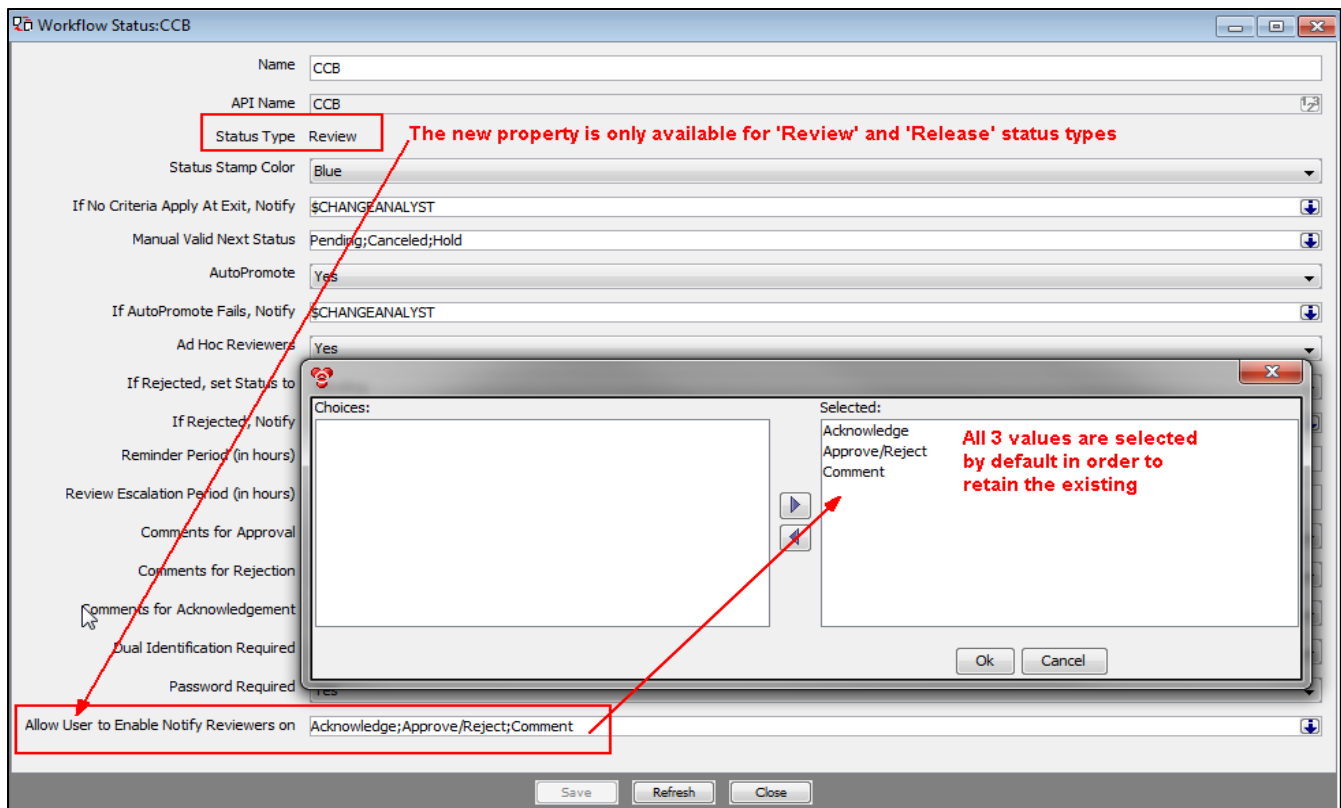 Workflow Status:CCB
Name CCB
API Name CCB
Status Type Review
The new property is only available for 'Review' and 'Release' status types
Status Stamp Color Blue
If No Criteria Apply At Exit, Notify $CHANGEANALYST
Manual Valid Next Status Pending;Canceled;Hold
AutoPromote Yes
If AutoPromote Fails, Notify $CHANGEANALYST
Ad Hoc Reviewers Yes
If Rejected, set Status to
If Rejected, Notify
Reminder Period (in hours)
Review Escalation Period (in hours)
Comments for Approval
Comments for Rejection
Comments for Acknowledgement
Dual Identification Required
Password Required Yes
Choices:
Selected:
Acknowledge
Approve/Reject
Comment
All 3 values are selected
by default in order to
retain the existing
Ok Cancel
Allow User to Enable Notify Reviewers on Acknowledge;Approve/Reject;Comment
Save Refresh Close